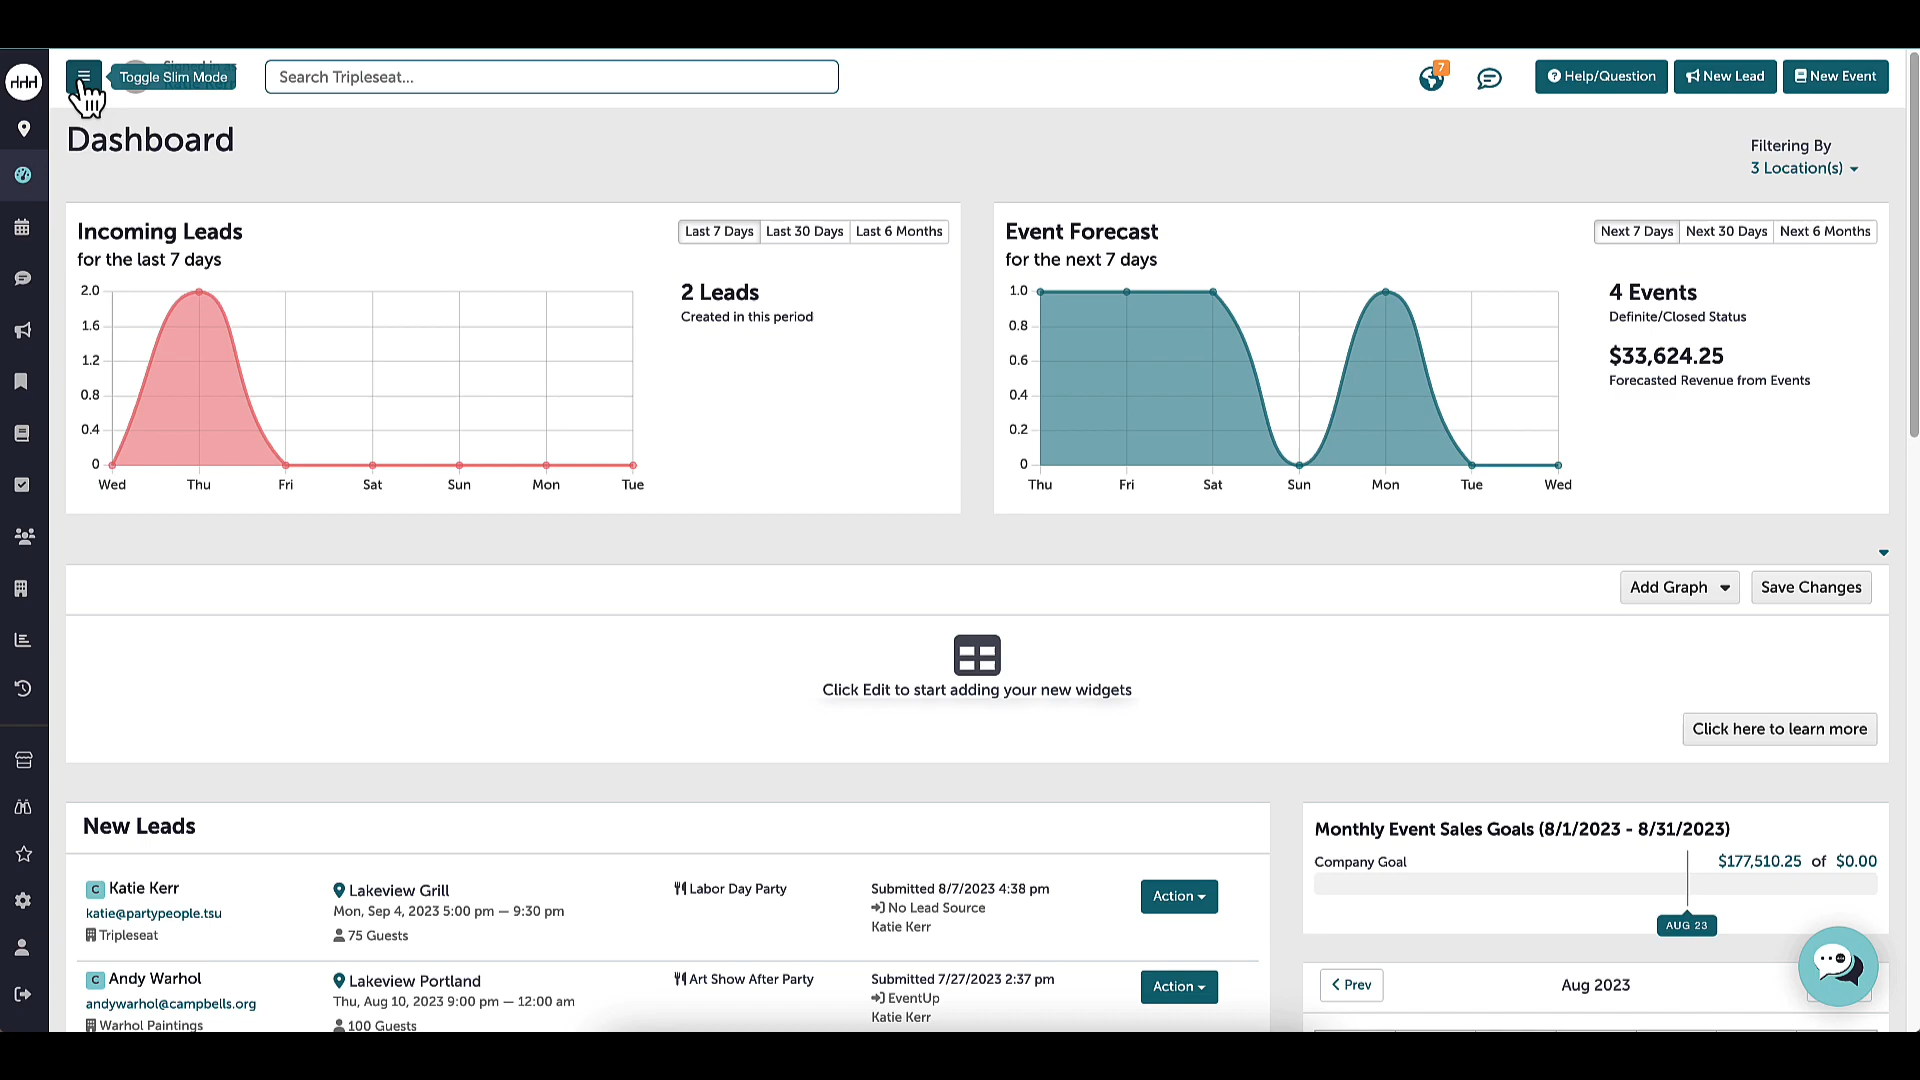 Toggle Slim Mode
Search Tripleseat...
7
Help/Question
New Lead
New Event
Dashboard
Filtering By
3 Location(s)
Incoming Leads
for the last 7 days
Last 7 Days
Last 30 Days
Last 6 Months
2 Leads
Created in this period
2.0
1.6
1.2
0.8
0.4
0
Wed Thu Fri Sat Sun Mon Tue
Event Forecast
for the next 7 days
Next 7 Days
Next 30 Days
Next 6 Months
4 Events
Definite/Closed Status
$33,624.25
Forecasted Revenue from Events
1.0
0.8
0.6
0.4
0.2
0
Thu Fri Sat Sun Mon Tue Wed
Add Graph
Save Changes
Click Edit to start adding your new widgets
Click here to learn more
New Leads
C Katie Kerr
katie@partypeople.tsu
Tripleseat
Lakeview Grill
Mon, Sep 4, 2023 5:00 pm — 9:30 pm
75 Guests
Labor Day Party
Submitted 8/7/2023 4:38 pm
No Lead Source
Katie Kerr
Action
C Andy Warhol
andywarhol@campbells.org
Warhol Paintings
Lakeview Portland
Thu, Aug 10, 2023 9:00 pm — 12:00 am
100 Guests
Art Show After Party
Submitted 7/27/2023 2:37 pm
EventUp
Katie Kerr
Action
Monthly Event Sales Goals (8/1/2023 - 8/31/2023)
Company Goal
$177,510.25 of $0.00
AUG 23
Prev
Aug 2023